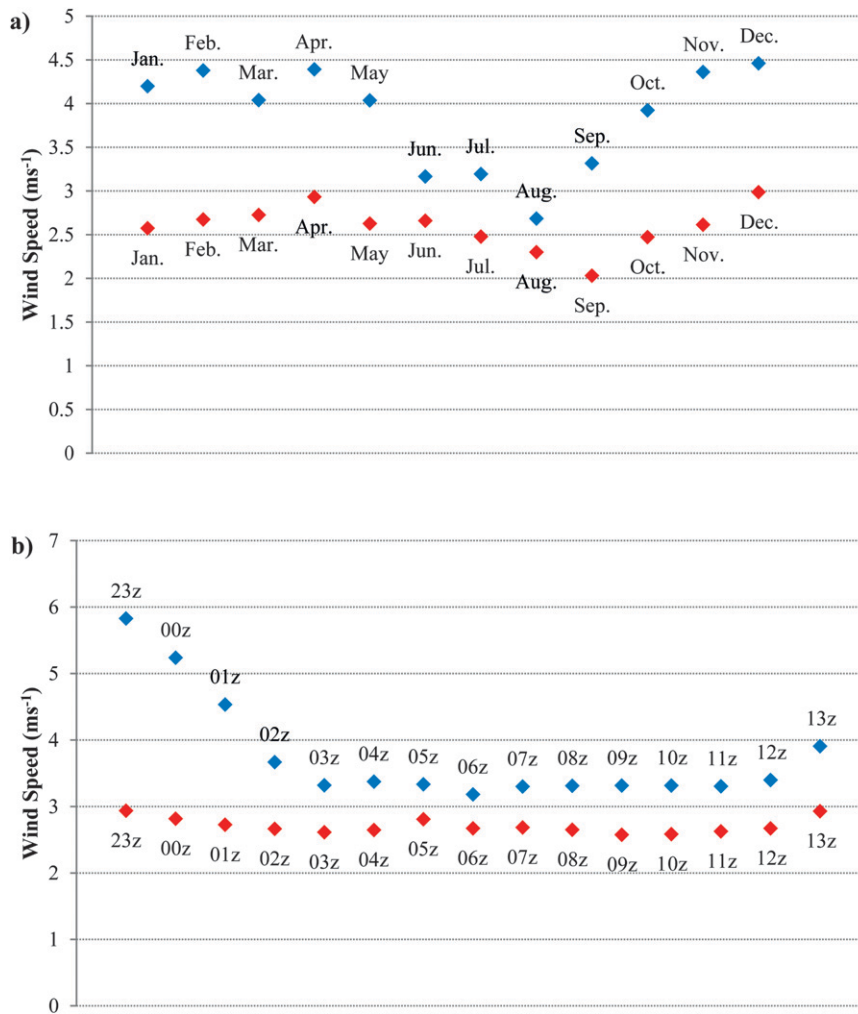 a)
Wind Speed (ms⁻¹)
5
4.5
4
3.5
3
2.5
2
1.5
1
0.5
0
Jan. Feb. Mar. Apr. May Jun. Jul. Aug. Sep. Oct. Nov. Dec.
Jan. Feb. Mar. Apr. May Jun. Jul. Aug. Sep. Oct. Nov. Dec.
b)
Wind Speed (ms⁻¹)
7
6
5
4
3
2
1
0
23z 00z 01z 02z 03z 04z 05z 06z 07z 08z 09z 10z 11z 12z 13z
23z 00z 01z 02z 03z 04z 05z 06z 07z 08z 09z 10z 11z 12z 13z